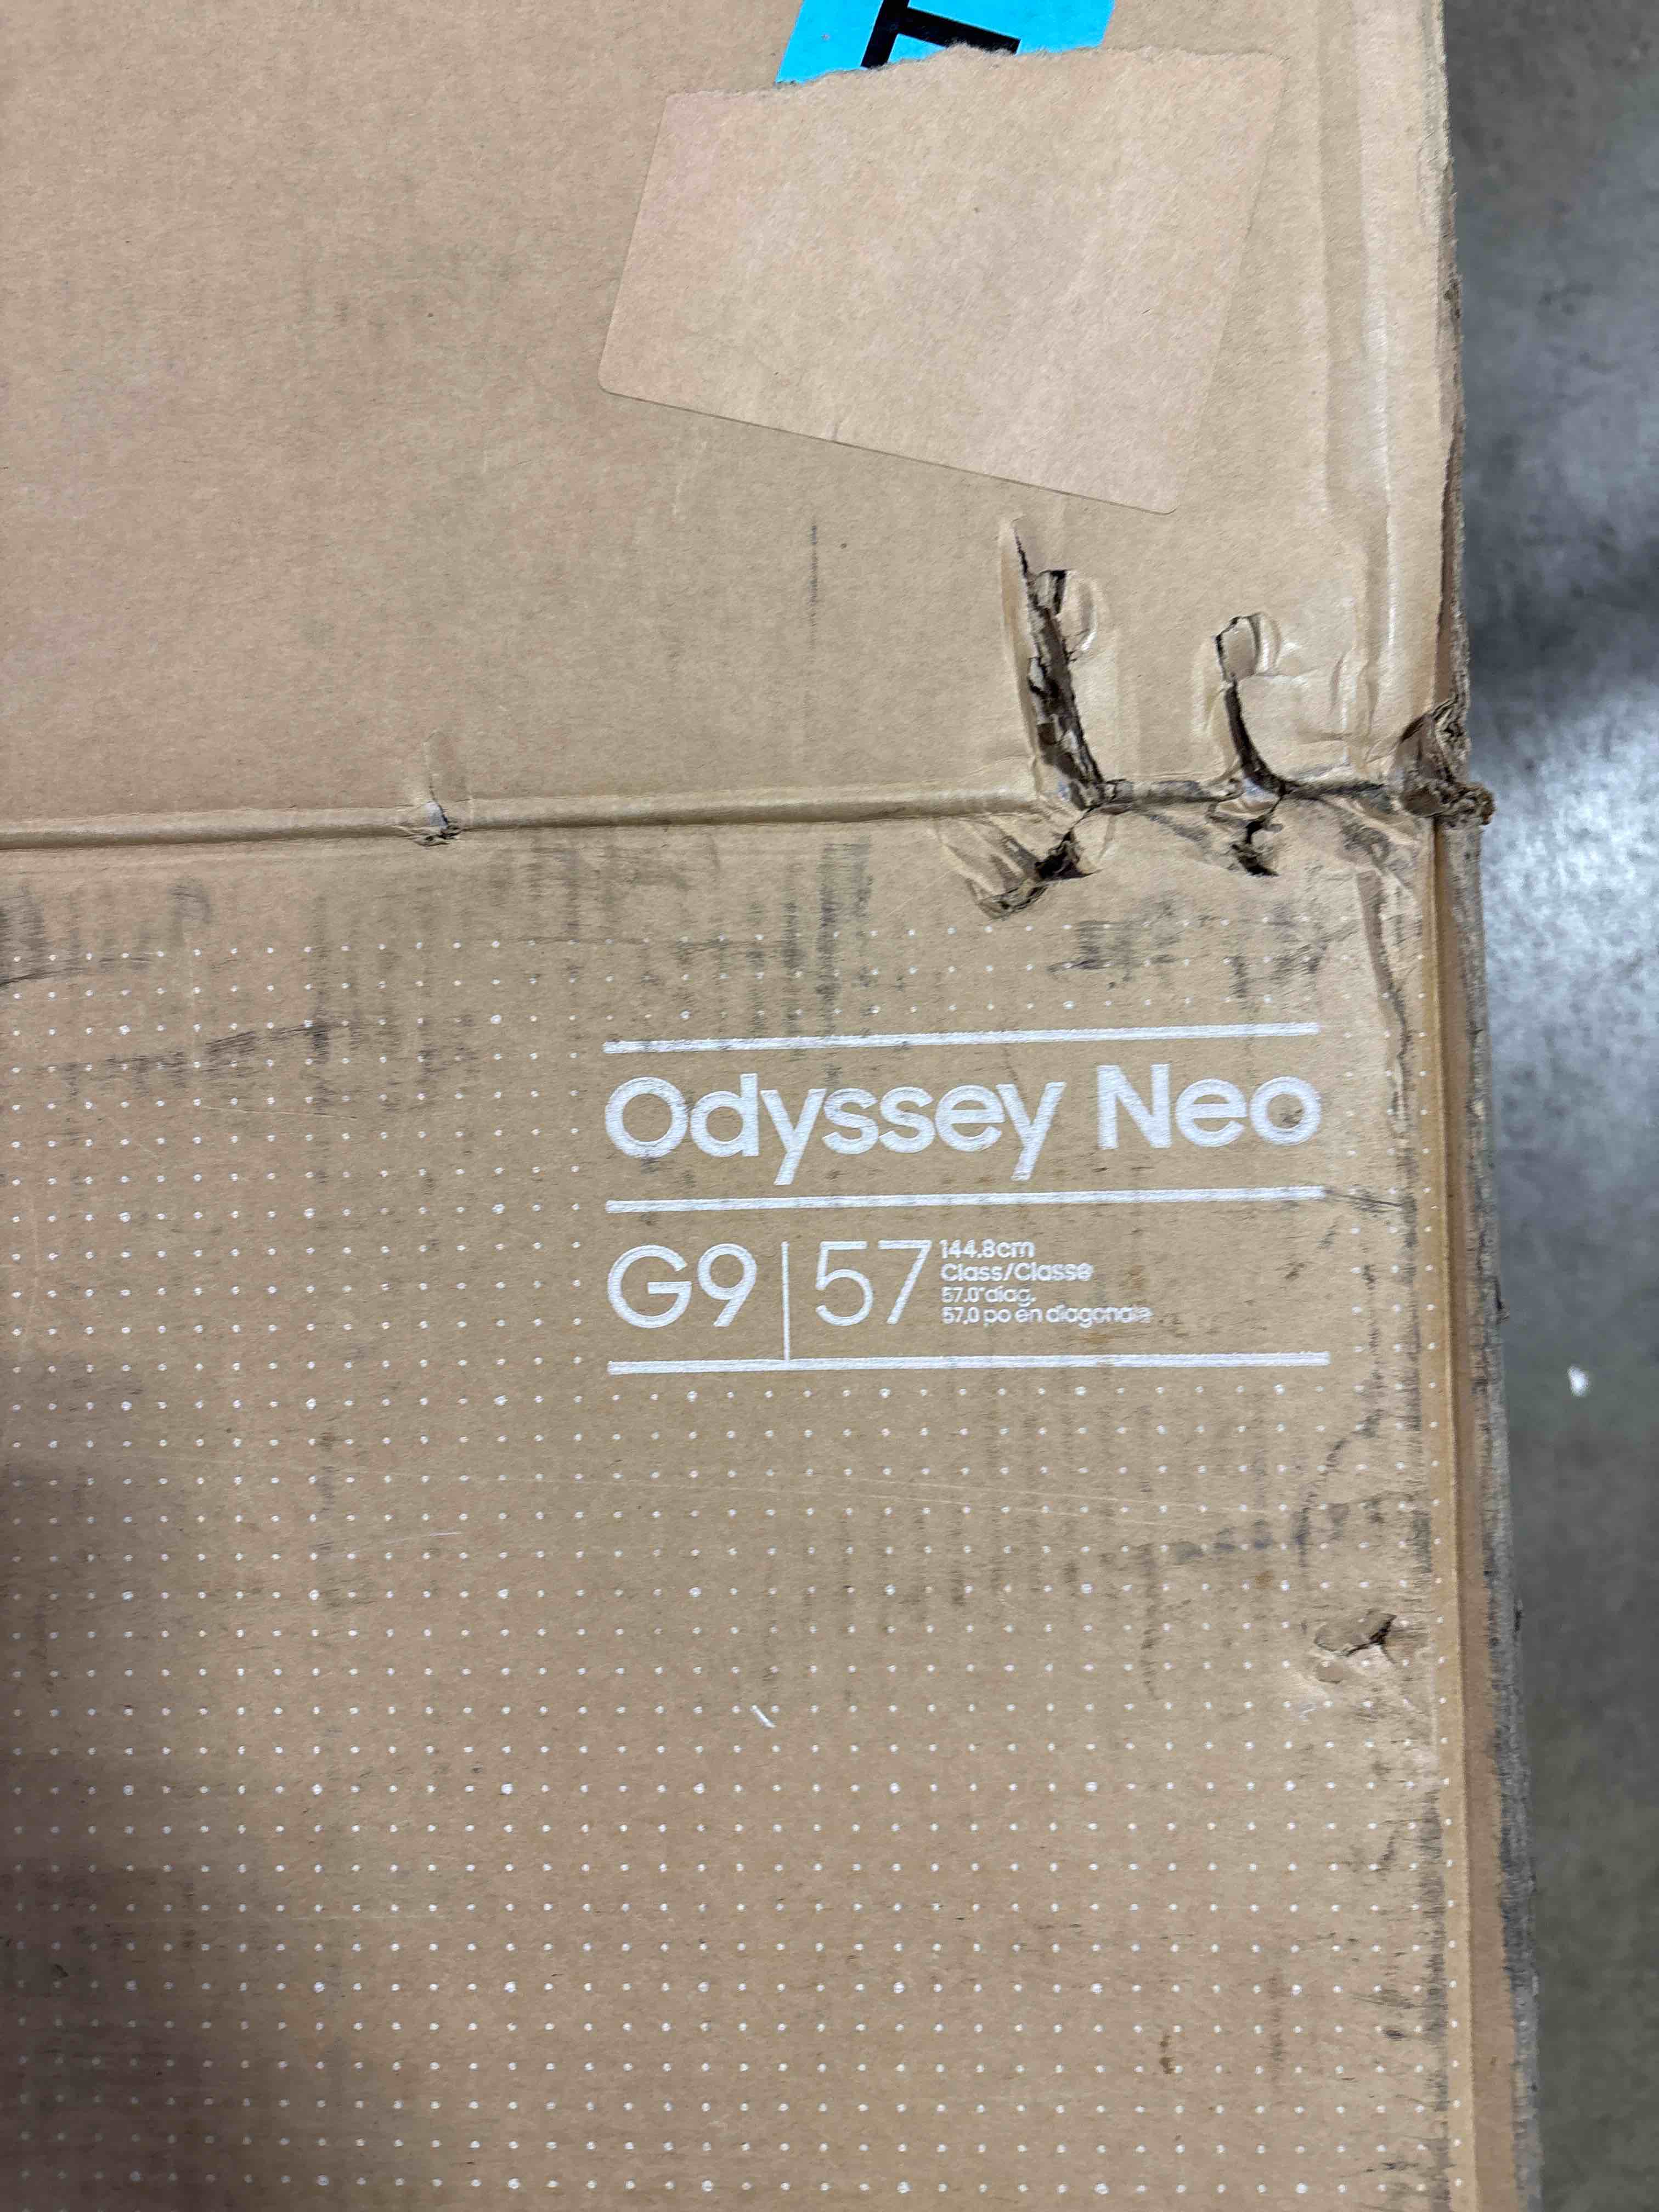 Odyssey Neo
G9 | 57
144.8cm
Class/Classe
57.0"diag.
57,0 po en diagonale